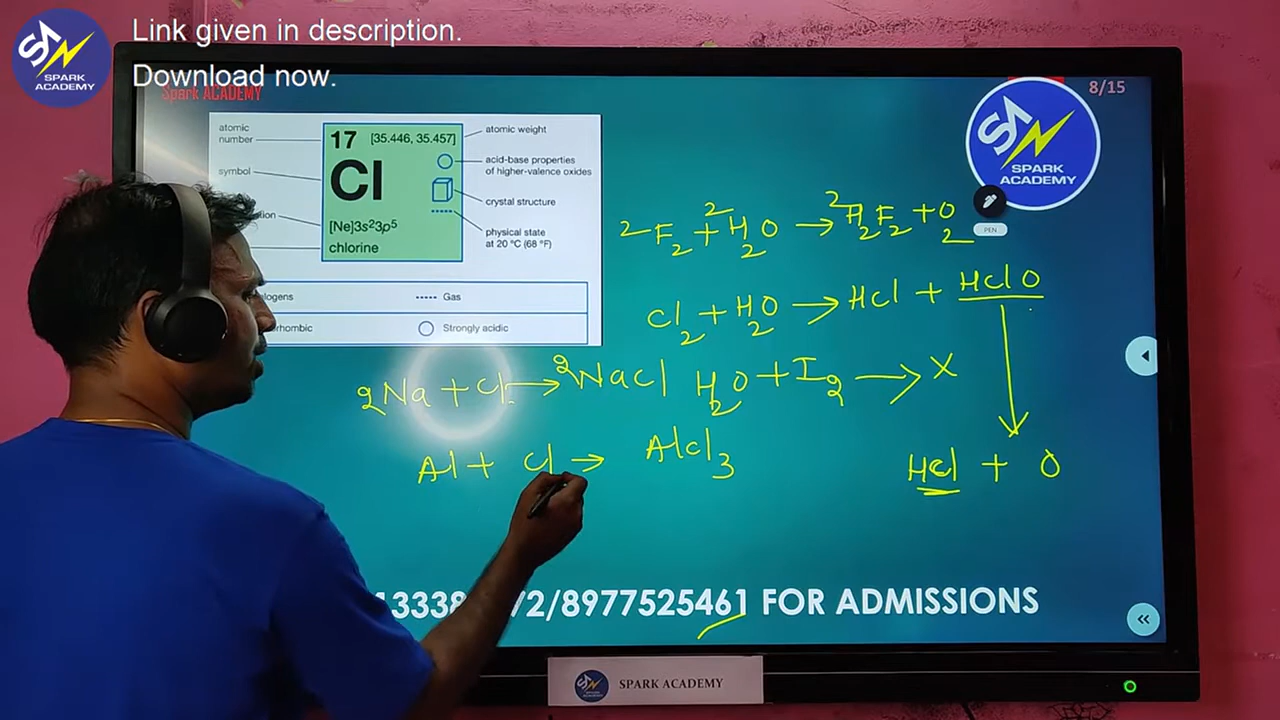 Link given in description.
Download now.
SPARK
ACADEMY
Spark ACADEMY
8/15
atomic
number
17 [35.446, 35.457]
atomic weight
symbol
Cl
acid-base properties
of higher-valence oxides
crystal structure
[Ne]3s²3p⁵
chlorine
physical state
at 20 °C (68 °F)
Gas
Strongly acidic
SPARK
ACADEMY
PEN
2F₂ + 2H₂O → 2H₂F₂ + O₂
Cl₂ + H₂O → HCl + HClO
2Na + Cl₂ → 2NaCl
H₂O + I₂ → X
Al + Cl → AlCl₃
HCl + O
/8977525461 FOR ADMISSIONS
SPARK ACADEMY